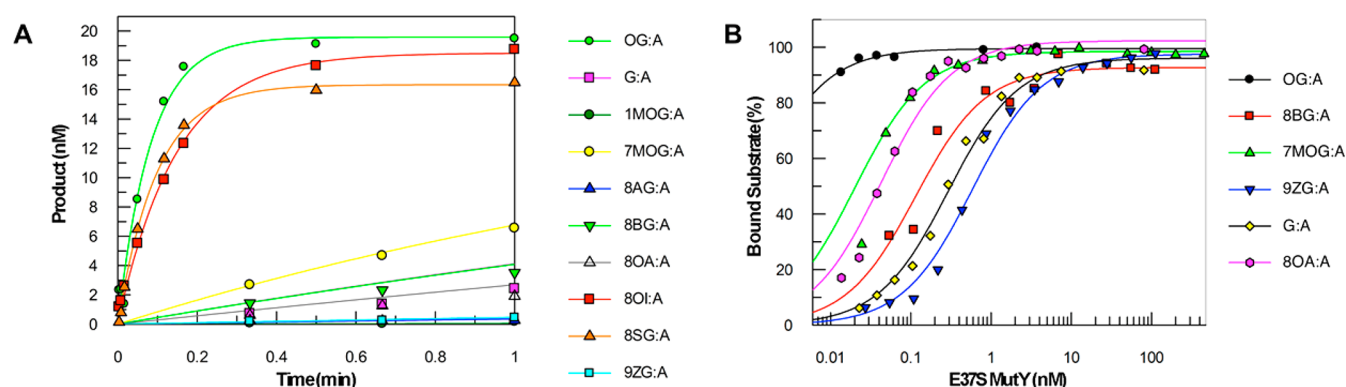 A
Product (nM)
20
18
16
14
12
10
8
6
4
2
0
0
0.2
0.4
0.6
0.8
1
Time(min)
OG:A
G:A
1MOG:A
7MOG:A
8AG:A
8BG:A
8OA:A
8OI:A
8SG:A
9ZG:A
B
Bound Substrate(%)
100
80
60
40
20
0
0.01
0.1
1
10
100
E37S MutY (nM)
OG:A
8BG:A
7MOG:A
9ZG:A
G:A
8OA:A